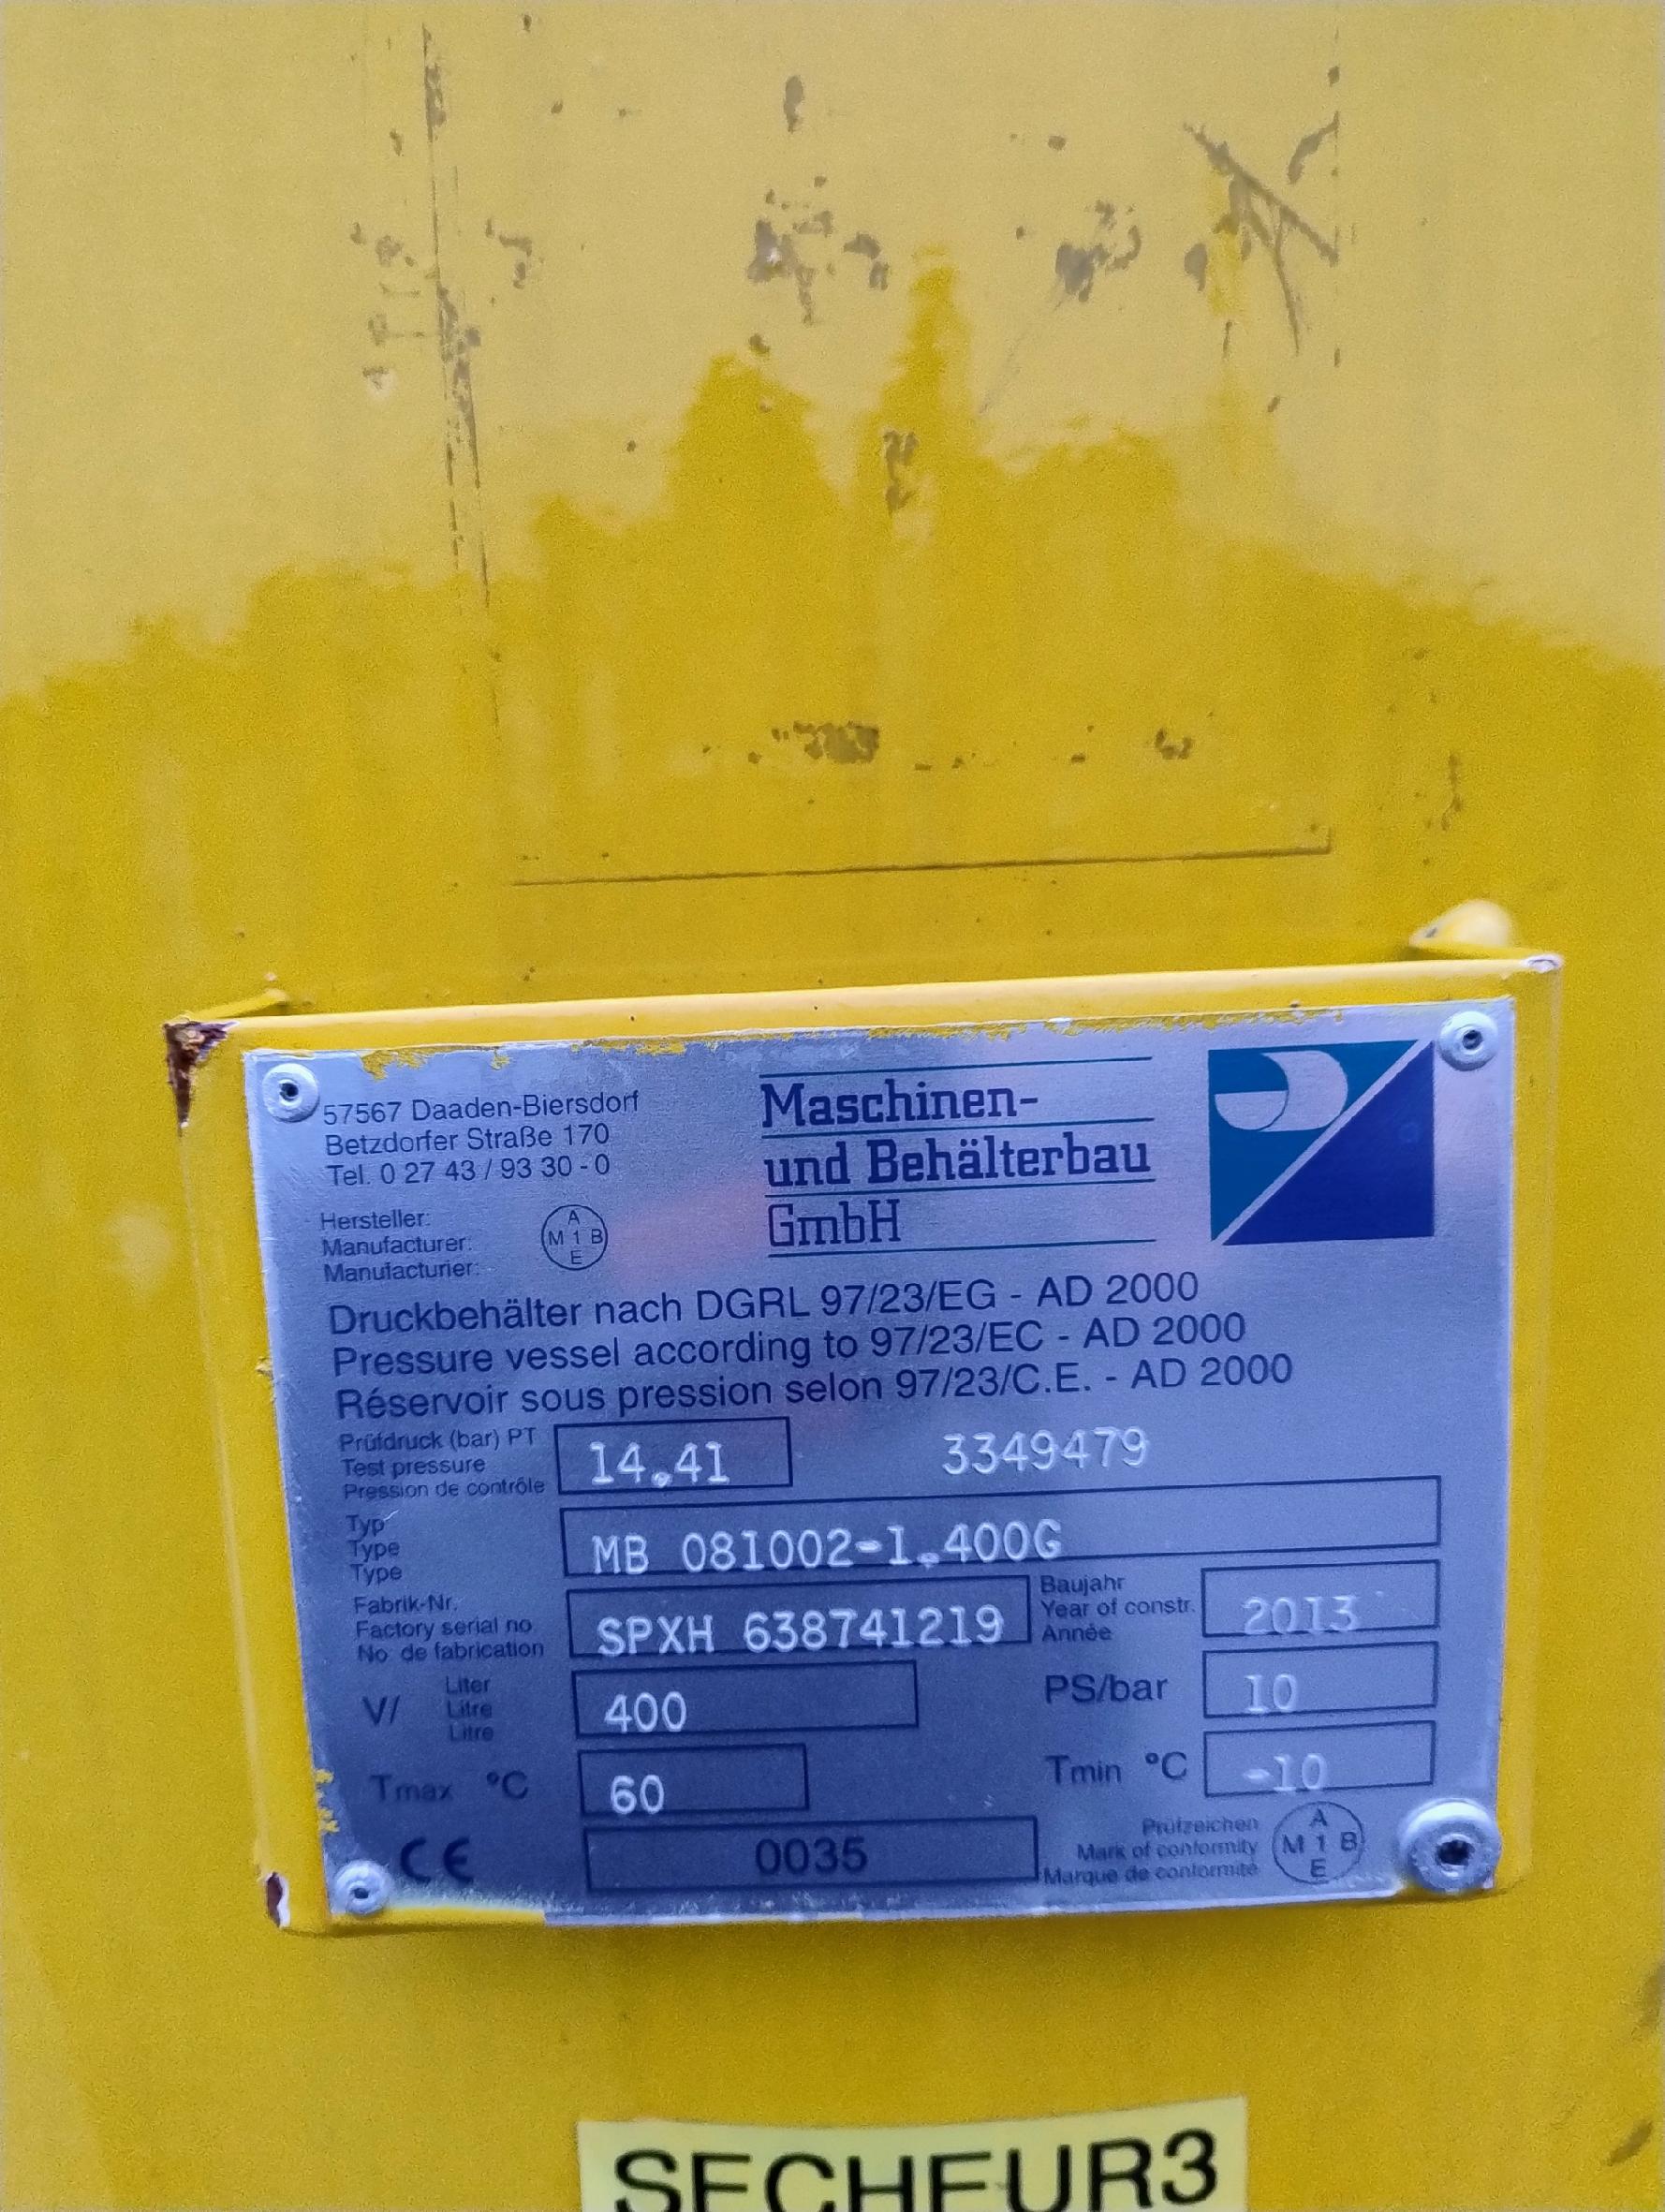 57567 Daaden-Biersdorf
Betzdorfer Straße 170
Tel. 0 27 43 / 93 30 - 0
Maschinen-
und Behälterbau
GmbH
Hersteller:
Manufacturer:
Manufacturier:
A
M 1 B
E
Druckbehälter nach DGRL 97/23/EG - AD 2000
Pressure vessel according to 97/23/EC - AD 2000
Réservoir sous pression selon 97/23/C.E. - AD 2000
Prüfdruck (bar) PT
Test pressure
Pression de contrôle
14.41
3349479
Typ
Type
Type
MB 081002-1.400G
Fabrik-Nr.
Factory serial no
No. de fabrication
SPXH 638741219
Baujahr
Year of constr.
Année
2013
V/
Liter
Litre
Litre
400
PS/bar
10
Tmax °C
60
Tmin °C
-10
CE
0035
Prüfzeichen
Mark of conformity
Marque de conformité
A
M 1 B
E
SECHEUR3